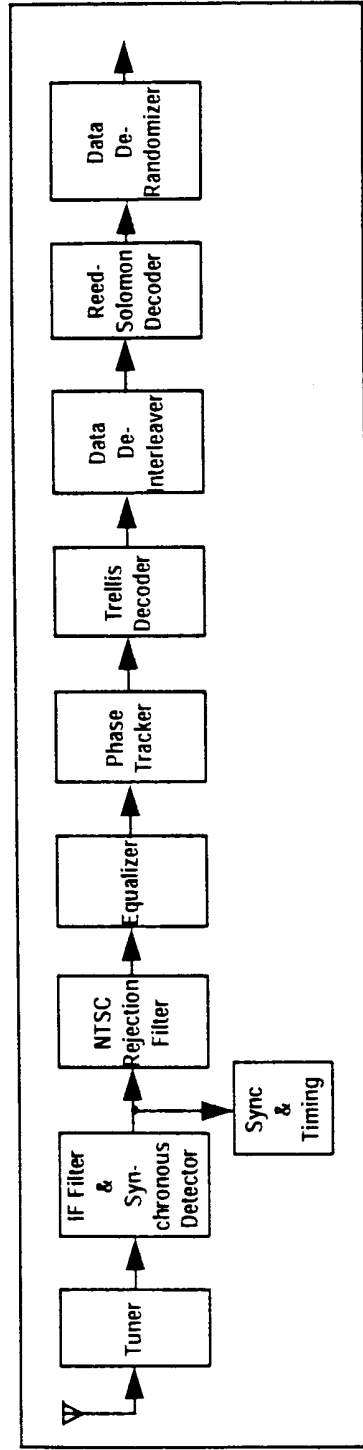 Tuner
IF Filter
&
Syn-
chronous
Detector
NTSC
Rejection
Filter
Equalizer
Phase
Tracker
Trellis
Decoder
Data
De-
Interleaver
Reed-
Solomon
Decoder
Data
De-
Randomizer
Sync
&
Timing